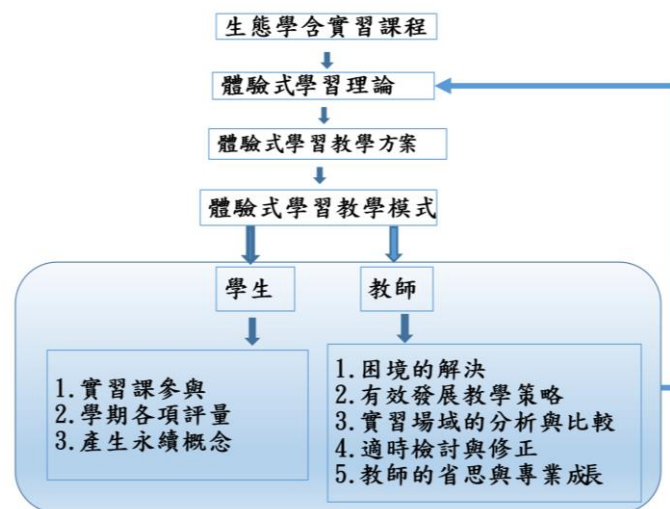 生態學含實習課程
體驗式學習理論
體驗式學習教學方案
體驗式學習教學模式
學生
教師
1.實習課參與
2.學期各項評量
3.產生永續概念
1.困境的解決
2.有效發展教學策略
3.實習場域的分析與比較
4.適時檢討與修正
5.教師的省思與專業成長